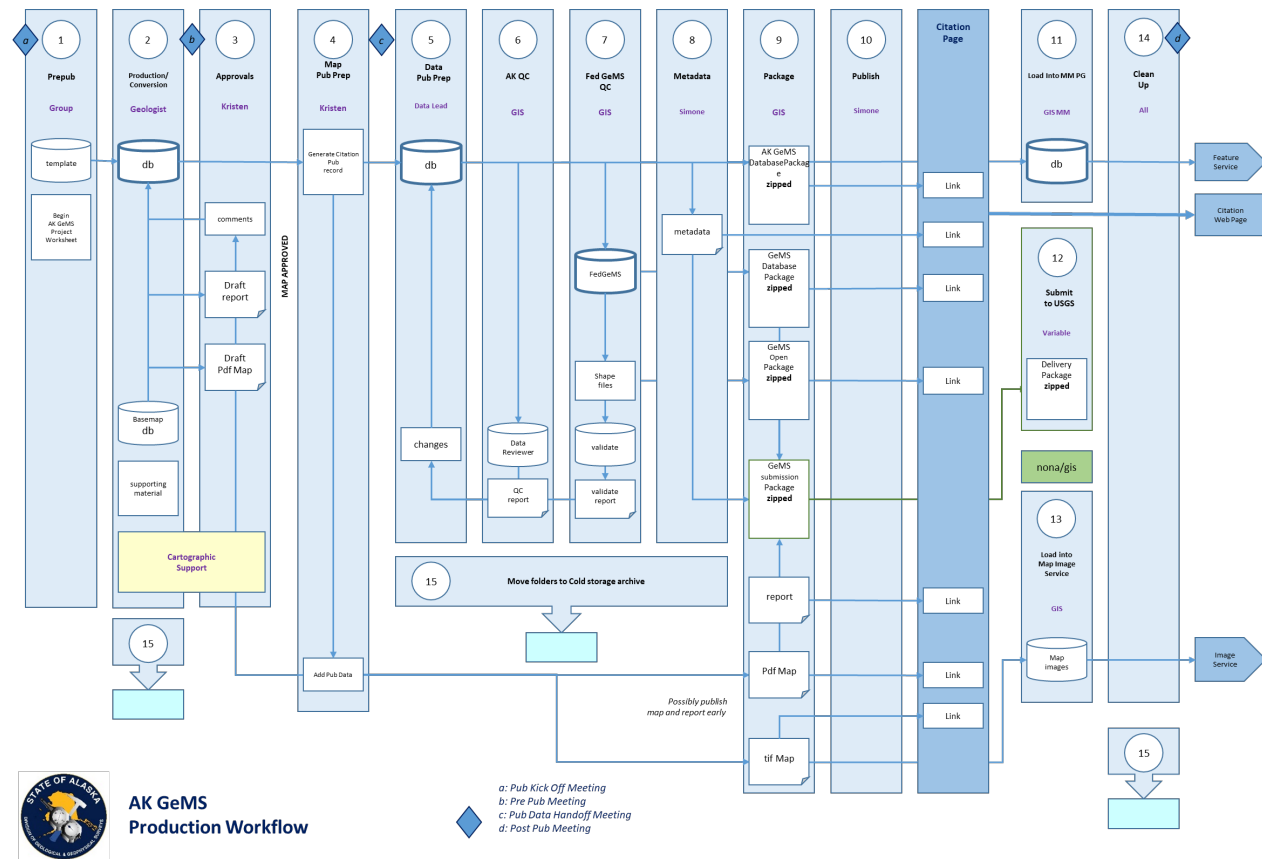 a
1
Prepub
Group
template
Begin
AK GeMS
Project
Worksheet
2
Production/
Conversion
Geologist
db
Basemap
db
supporting
material
b
3
Approvals
Kristen
comments
Draft
report
Draft
Pdf Map
Cartographic
Support
MAP APPROVED
15
4
Map
Pub Prep
Kristen
Generate Citation
Pub
record
Add Pub Data
c
5
Data
Pub Prep
Data Lead
db
changes
6
AK QC
GIS
Data
Reviewer
QC
report
7
Fed GeMS
QC
GIS
FedGeMS
Shape
files
validate
validate
report
8
Metadata
Simone
metadata
15
Move folders to Cold storage archive
Possibly publish
map and report early
9
Package
GIS
AK GeMS
DatabasePackag
e
zipped
GeMS
Database
Package
zipped
GeMS
Open
Package
zipped
GeMS
submission
Package
zipped
report
Pdf Map
tif Map
10
Publish
Simone
Citation
Page
Link
Link
Link
Link
Link
Link
Link
11
Load Into MM PG
GIS MM
db
12
Submit
to USGS
Variable
Delivery
Package
zipped
nona/gis
13
Load into
Map Image
Service
GIS
Map
images
14
d
Clean
Up
All
15
Feature
Service
Citation
Web Page
Image
Service
STATE OF ALASKA
DIVISION OF GEOLOGICAL & GEOPHYSICAL SURVEYS
AK GeMS
Production Workflow
a: Pub Kick Off Meeting
b: Pre Pub Meeting
c: Pub Data Handoff Meeting
d: Post Pub Meeting